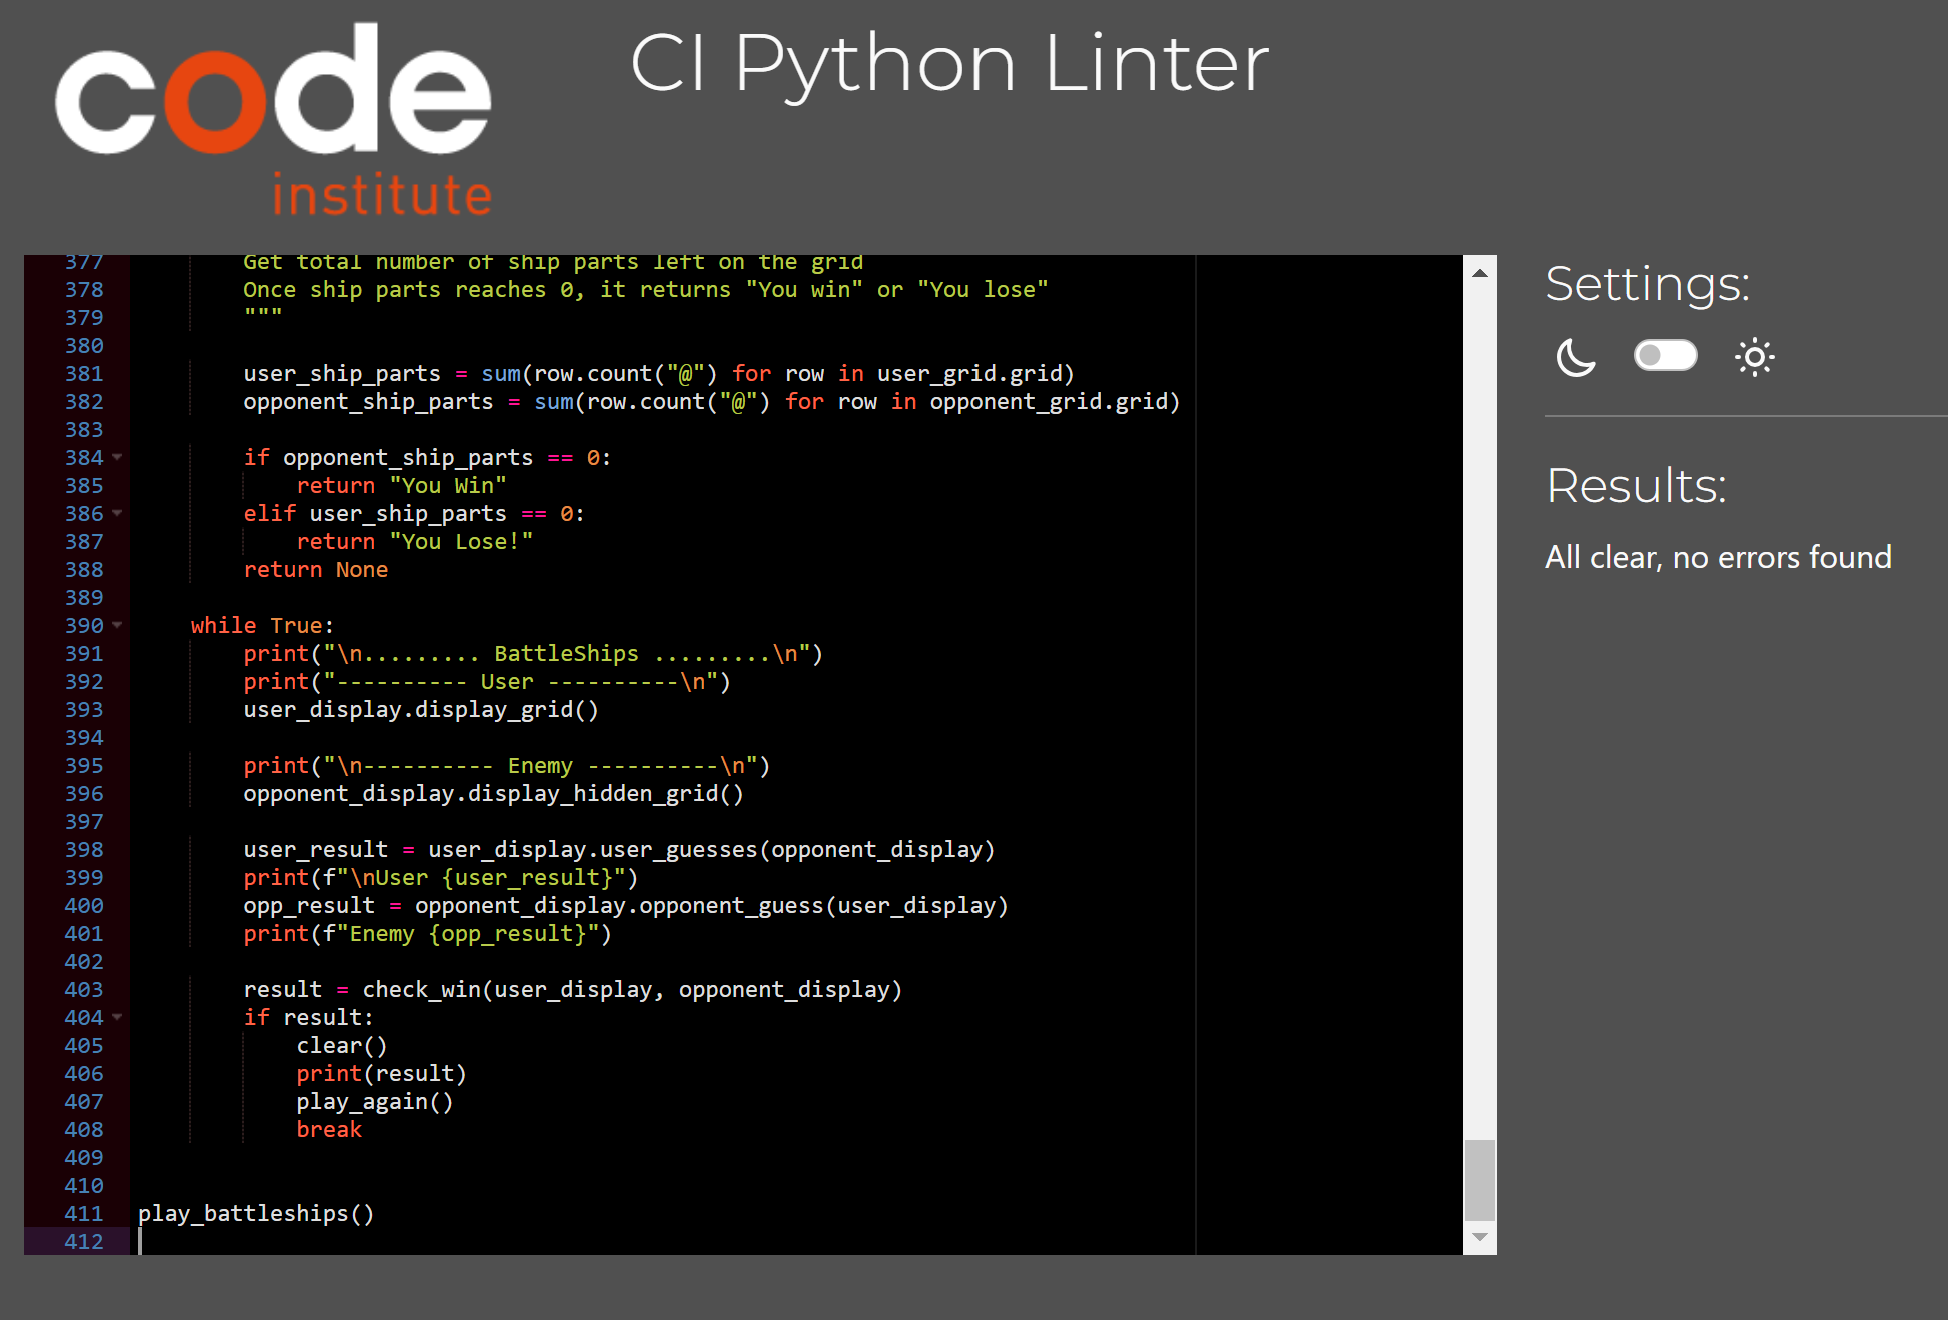 code
institute
CI Python Linter
377 Get total number of ship parts left on the grid
378 Once ship parts reaches 0, it returns "You win" or "You lose"
379 """
380
381 user_ship_parts = sum(row.count("@") for row in user_grid.grid)
382 opponent_ship_parts = sum(row.count("@") for row in opponent_grid.grid)
383
384 if opponent_ship_parts == 0:
385 return "You Win"
386 elif user_ship_parts == 0:
387 return "You Lose!"
388 return None
389
390 while True:
391 print("\n......... BattleShips .........\n")
392 print("---------- User ----------\n")
393 user_display.display_grid()
394
395 print("\n---------- Enemy ----------\n")
396 opponent_display.display_hidden_grid()
397
398 user_result = user_display.user_guesses(opponent_display)
399 print(f"\nUser {user_result}")
400 opp_result = opponent_display.opponent_guess(user_display)
401 print(f"Enemy {opp_result}")
402
403 result = check_win(user_display, opponent_display)
404 if result:
405 clear()
406 print(result)
407 play_again()
408 break
409
410
411 play_battleships()
412
Settings:
Results:
All clear, no errors found